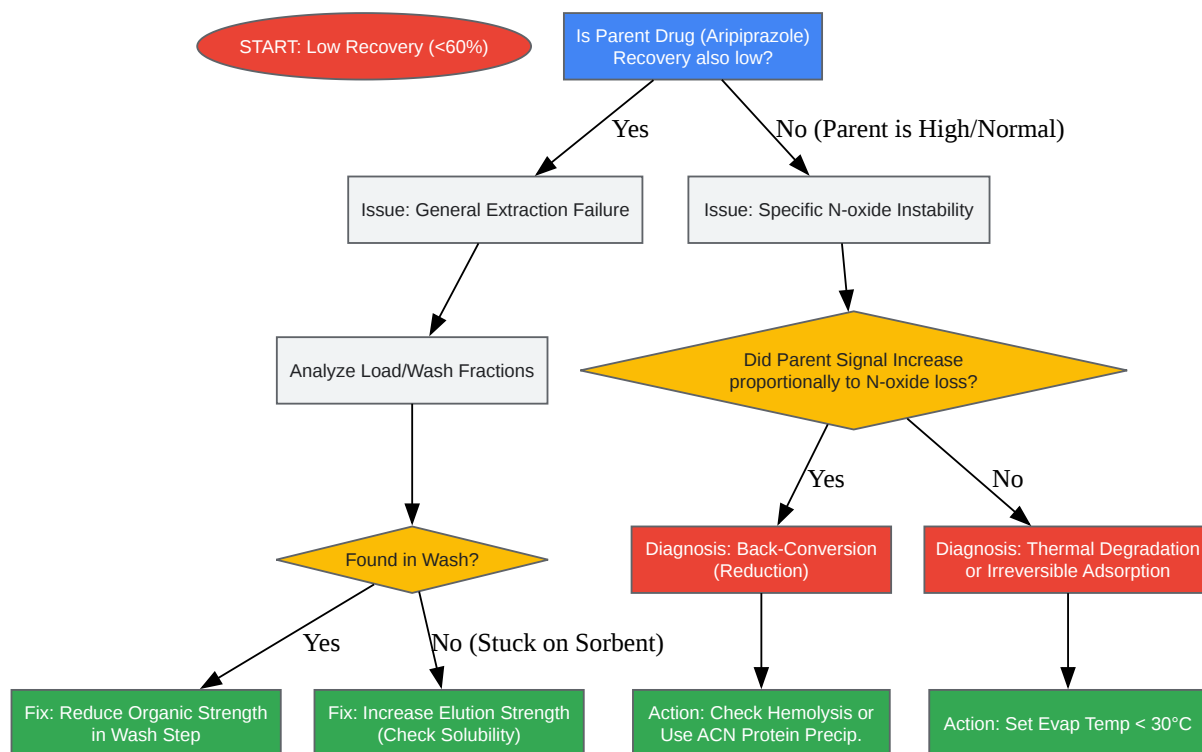 START: Low Recovery (<60%)
Is Parent Drug (Aripiprazole)
Recovery also low?
Yes
No (Parent is High/Normal)
Issue: General Extraction Failure
Issue: Specific N-oxide Instability
Analyze Load/Wash Fractions
Did Parent Signal Increase
proportionally to N-oxide loss?
Yes
No
Found in Wash?
Diagnosis: Back-Conversion
(Reduction)
Diagnosis: Thermal Degradation
or Irreversible Adsorption
Yes
No (Stuck on Sorbent)
Fix: Reduce Organic Strength
in Wash Step
Fix: Increase Elution Strength
(Check Solubility)
Action: Check Hemolysis or
Use ACN Protein Precip.
Action: Set Evap Temp < 30°C